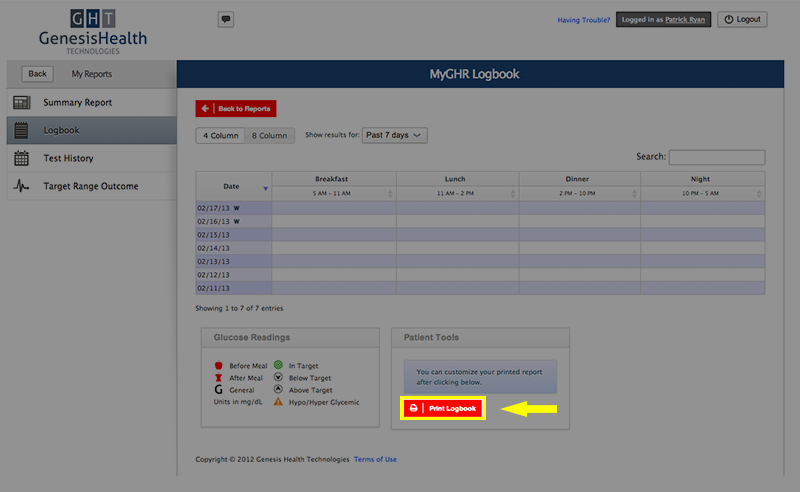 GHT
GenesisHealth
TECHNOLOGIES
Having Trouble?
Logged in as Patrick Ryan
Logout
Back
My Reports
MyGHR Logbook
Summary Report
Logbook
Test History
Target Range Outcome
Back to Reports
4 Column
8 Column
Show results for: Past 7 days
Search:
Date
Breakfast
Lunch
Dinner
Night
5 AM - 11 AM
11 AM - 2 PM
2 PM - 10 PM
10 PM - 5 AM
02/17/13 W
02/16/13 W
02/15/13
02/14/13
02/13/13
02/12/13
02/11/13
Showing 1 to 7 of 7 entries
Glucose Readings
Before Meal
In Target
After Meal
Below Target
G General
Above Target
Units in mg/dL
Hypo/Hyper Glycemic
Patient Tools
You can customize your printed report
after clicking below.
Print Logbook
Copyright © 2012 Genesis Health Technologies Terms of Use